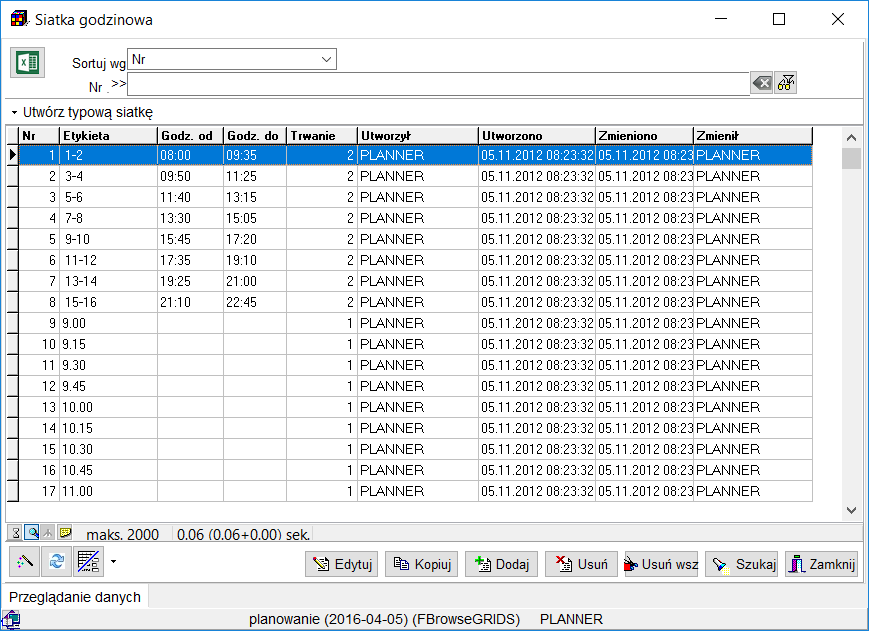 Siatka godzinowa
Sortuj wg Nr
Nr . >>
Utwórz typową siatkę
Nr Etykieta Godz. od Godz. do Trwanie Utworzył Utworzono Zmieniono Zmienił
1 1-2 08:00 09:35 2 PLANNER 05.11.2012 08:23:32 05.11.2012 08:23 PLANNER
2 3-4 09:50 11:25 2 PLANNER 05.11.2012 08:23:32 05.11.2012 08:23 PLANNER
3 5-6 11:40 13:15 2 PLANNER 05.11.2012 08:23:32 05.11.2012 08:23 PLANNER
4 7-8 13:30 15:05 2 PLANNER 05.11.2012 08:23:32 05.11.2012 08:23 PLANNER
5 9-10 15:45 17:20 2 PLANNER 05.11.2012 08:23:32 05.11.2012 08:23 PLANNER
6 11-12 17:35 19:10 2 PLANNER 05.11.2012 08:23:32 05.11.2012 08:23 PLANNER
7 13-14 19:25 21:00 2 PLANNER 05.11.2012 08:23:32 05.11.2012 08:23 PLANNER
8 15-16 21:10 22:45 2 PLANNER 05.11.2012 08:23:32 05.11.2012 08:23 PLANNER
9 9.00 1 PLANNER 05.11.2012 08:23:32 05.11.2012 08:23 PLANNER
10 9.15 1 PLANNER 05.11.2012 08:23:32 05.11.2012 08:23 PLANNER
11 9.30 1 PLANNER 05.11.2012 08:23:32 05.11.2012 08:23 PLANNER
12 9.45 1 PLANNER 05.11.2012 08:23:32 05.11.2012 08:23 PLANNER
13 10.00 1 PLANNER 05.11.2012 08:23:32 05.11.2012 08:23 PLANNER
14 10.15 1 PLANNER 05.11.2012 08:23:32 05.11.2012 08:23 PLANNER
15 10.30 1 PLANNER 05.11.2012 08:23:32 05.11.2012 08:23 PLANNER
16 10.45 1 PLANNER 05.11.2012 08:23:32 05.11.2012 08:23 PLANNER
17 11.00 1 PLANNER 05.11.2012 08:23:32 05.11.2012 08:23 PLANNER
maks. 2000 0.06 (0.06+0.00) sek.
Edytuj Kopiuj Dodaj Usuń Usuń wsz Szukaj Zamknij
Przeglądanie danych
planowanie (2016-04-05) (FBrowseGRIDS) PLANNER